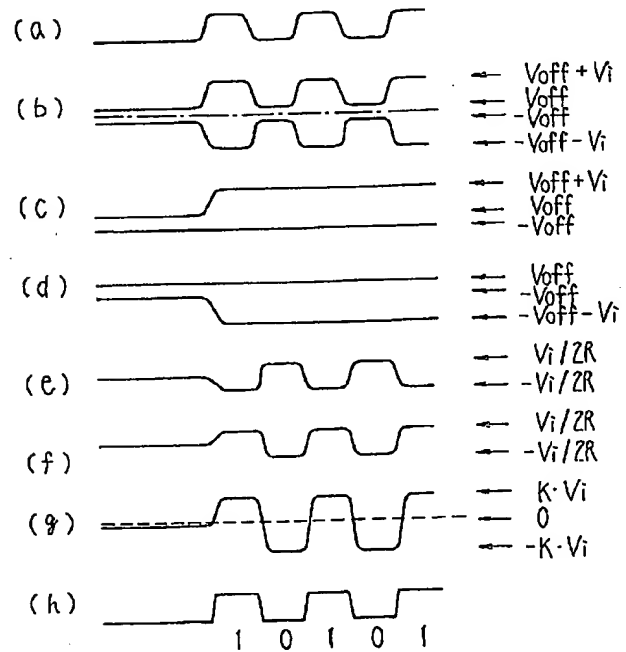 (a)
(b)
Voff + Vi
Voff
-Voff
-Voff - Vi
(c)
Voff + Vi
Voff
-Voff
(d)
Voff
-Voff
-Voff - Vi
(e)
Vi/2R
-Vi/2R
(f)
Vi/2R
-Vi/2R
(g)
K·Vi
0
-K·Vi
(h)
1 0 1 0 1